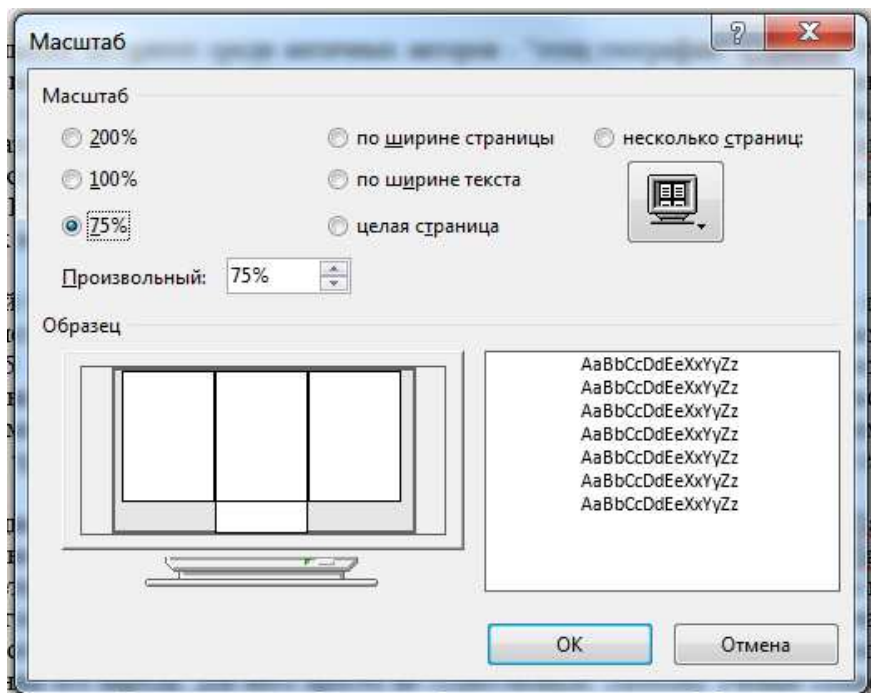 Масштаб
Масштаб
200% по ширине страницы несколько страниц:
100% по ширине текста
75% целая страница
Произвольный: 75%
Образец
AaBbCcDdEeXxYyZz
AaBbCcDdEeXxYyZz
AaBbCcDdEeXxYyZz
AaBbCcDdEeXxYyZz
AaBbCcDdEeXxYyZz
AaBbCcDdEeXxYyZz
AaBbCcDdEeXxYyZz
ОК Отмена